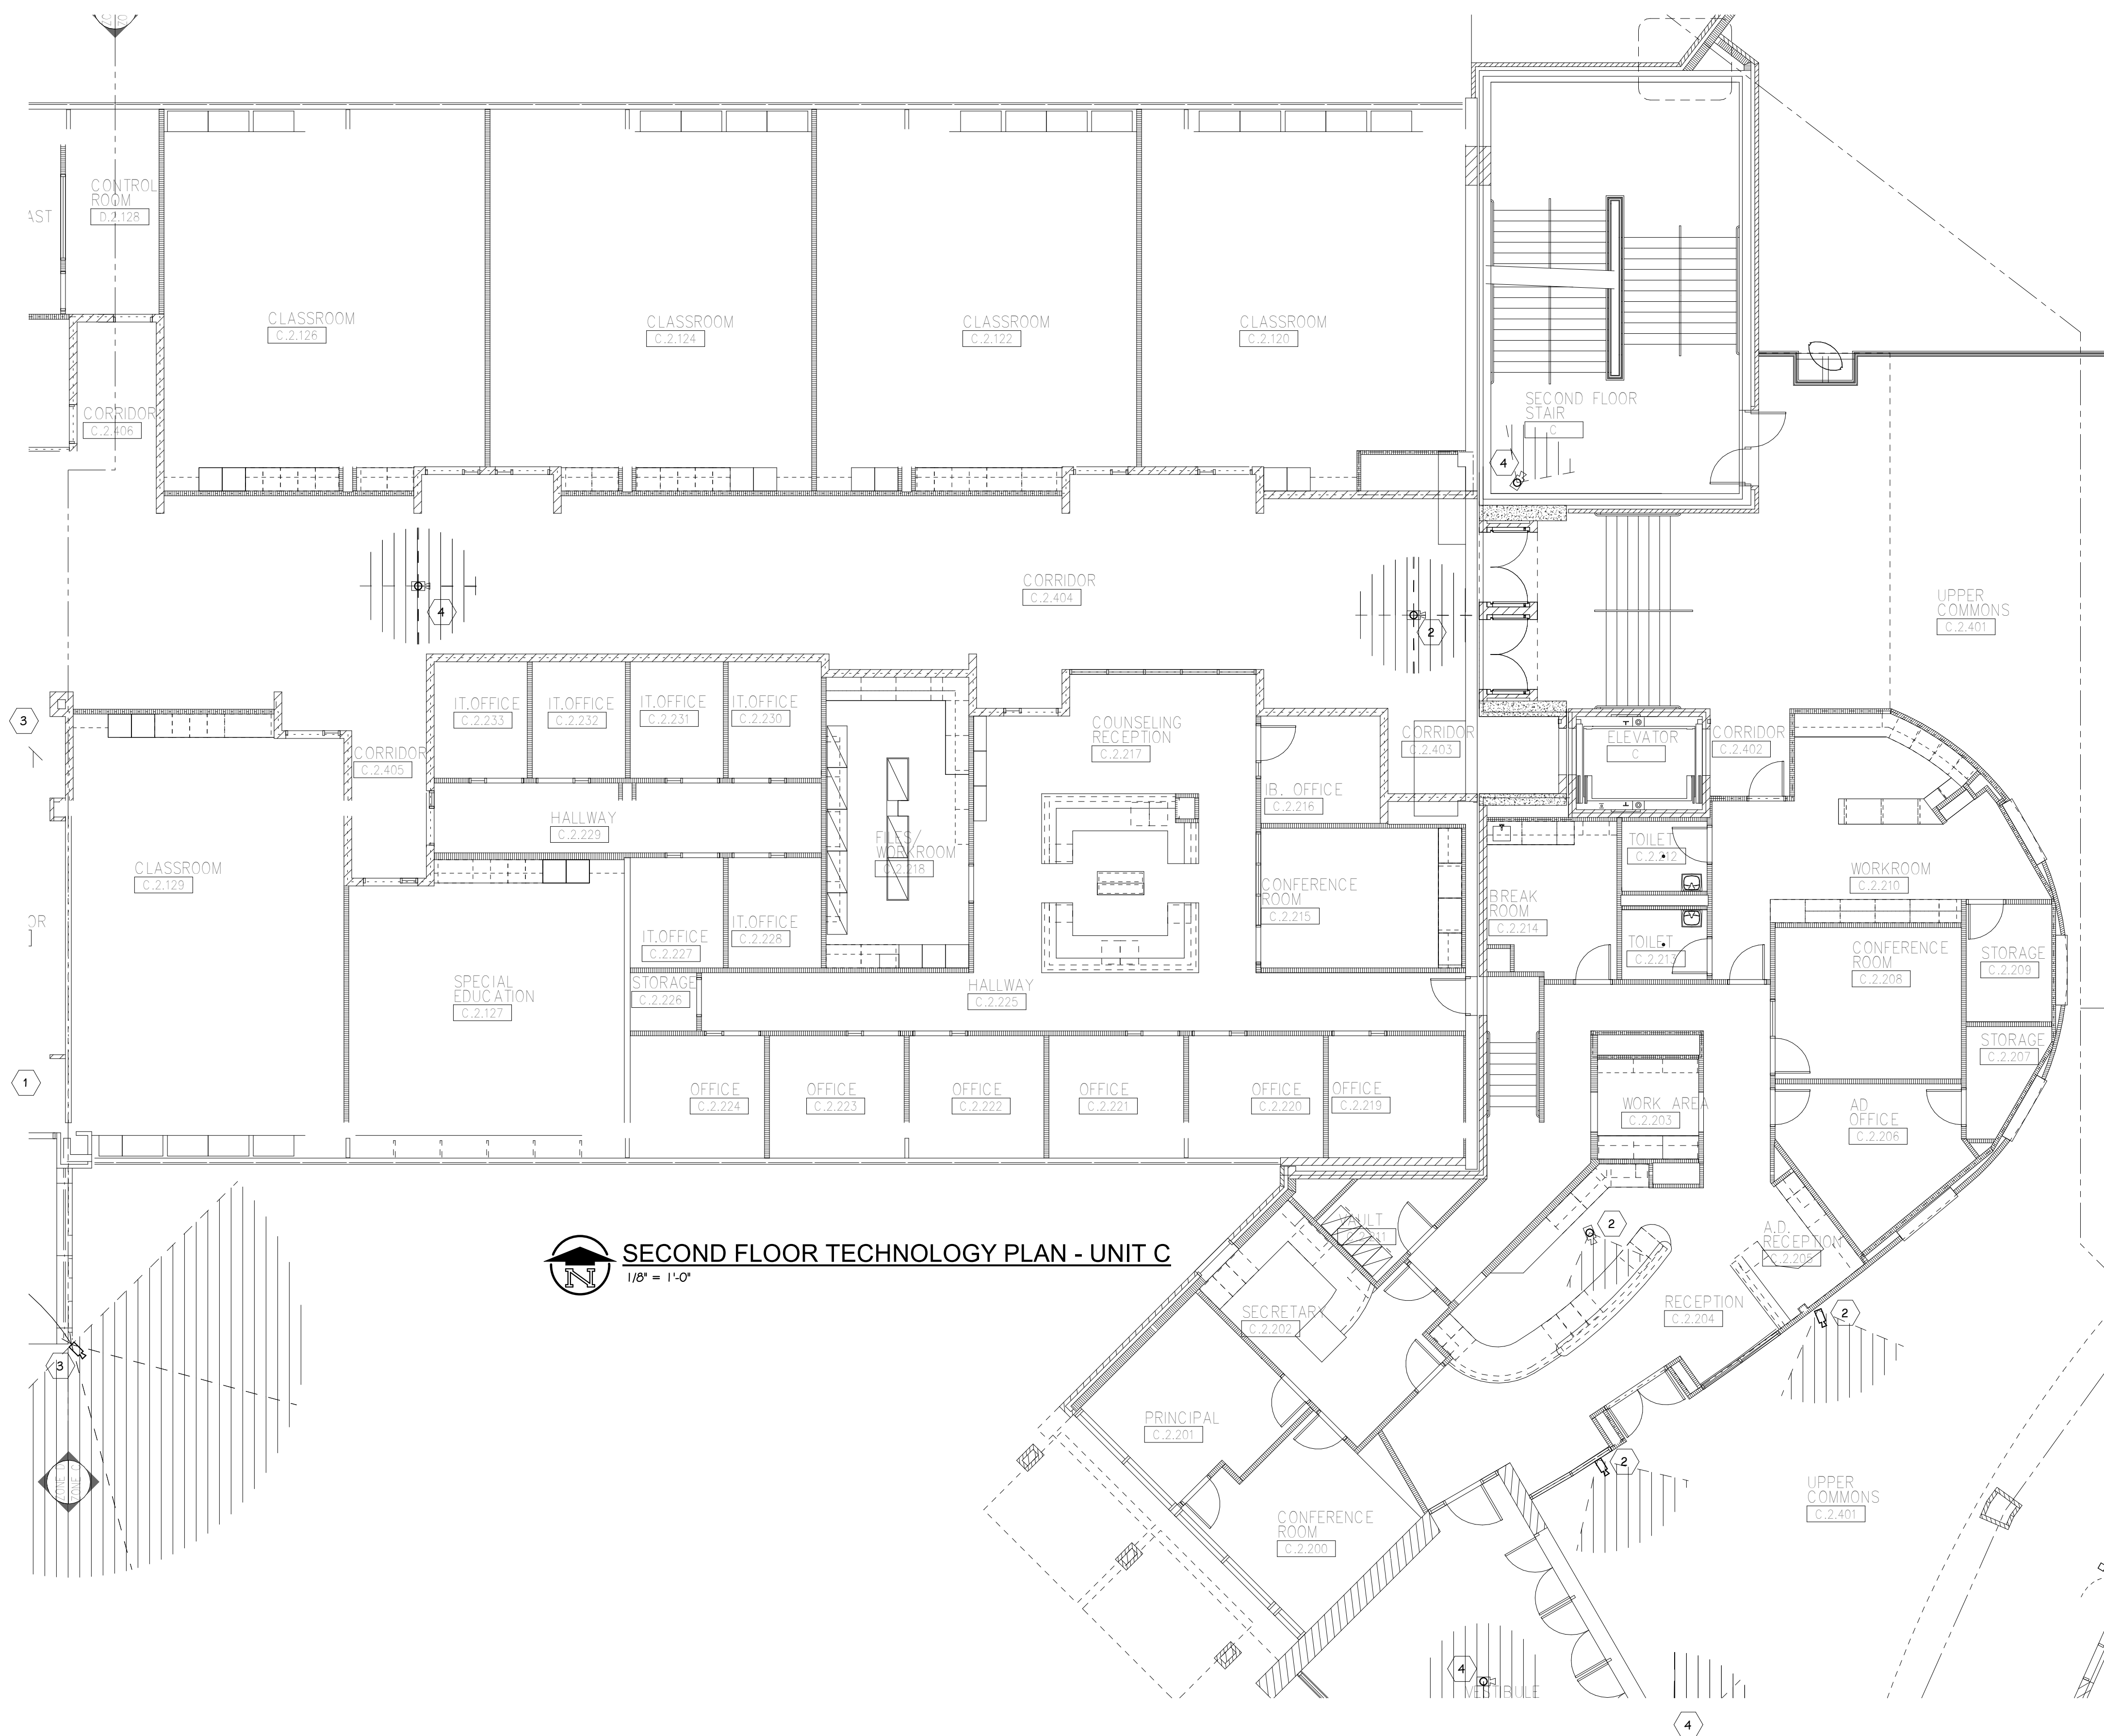 CONTROL
ROOM
D.2.128
AST
CLASSROOM
C.2.126
CLASSROOM
C.2.124
CLASSROOM
C.2.122
CLASSROOM
C.2.120
CORRIDOR
C.2.406
SECOND FLOOR
STAIR
C
4
4
CORRIDOR
C.2.404
2
UPPER
COMMONS
C.2.401
3
IT.OFFICE
C.2.233
IT.OFFICE
C.2.232
IT.OFFICE
C.2.231
IT.OFFICE
C.2.230
COUNSELING
RECEPTION
C.2.217
CORRIDOR
C.2.405
CORRIDOR
C.2.403
ELEVATOR
C
CORRIDOR
C.2.402
IB. OFFICE
C.2.216
HALLWAY
C.2.229
FILES/
WORKROOM
C.2.218
TOILET
C.2.212
CLASSROOM
C.2.129
WORKROOM
C.2.210
CONFERENCE
ROOM
C.2.215
BREAK
ROOM
C.2.214
OR
IT.OFFICE
C.2.227
IT.OFFICE
C.2.228
TOILET
C.2.213
CONFERENCE
ROOM
C.2.208
STORAGE
C.2.209
SPECIAL
EDUCATION
C.2.127
STORAGE
C.2.226
HALLWAY
C.2.225
STORAGE
C.2.207
1
OFFICE
C.2.224
OFFICE
C.2.223
OFFICE
C.2.222
OFFICE
C.2.221
OFFICE
C.2.220
OFFICE
C.2.219
WORK AREA
C.2.203
AD
OFFICE
C.2.206
VAULT
2
A.D.
RECEPTION
C.2.205
N
SECOND FLOOR TECHNOLOGY PLAN - UNIT C
1/8" = 1'-0"
SECRETARY
C.2.202
RECEPTION
C.2.204
2
3
PRINCIPAL
C.2.201
2
ZONE C
UPPER
COMMONS
C.2.401
CONFERENCE
ROOM
C.2.200
4
VESTIBULE
4